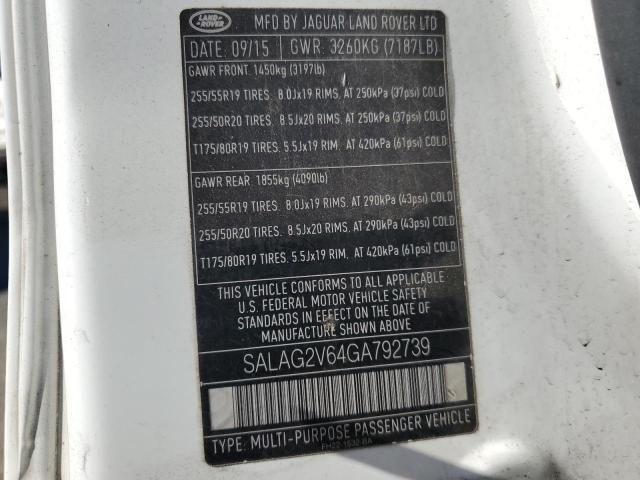 LAND ROVER
MFD BY JAGUAR LAND ROVER LTD
DATE: 09/15 GWR: 3260KG (7187LB)
GAWR FRONT: 1450kg (3197lb)
255/55R19 TIRES. 8.0Jx19 RIMS. AT 250kPa (37psi) COLD
255/50R20 TIRES. 8.5Jx20 RIMS. AT 250kPa (37psi) COLD
T175/80R19 TIRES. 5.5Jx19 RIM. AT 420kPa (61psi) COLD
GAWR REAR: 1855kg (4090lb)
255/55R19 TIRES. 8.0Jx19 RIMS. AT 290kPa (43psi) COLD
255/50R20 TIRES. 8.5Jx20 RIMS. AT 290kPa (43psi) COLD
T175/80R19 TIRES. 5.5Jx19 RIM. AT 420kPa (61psi) COLD
THIS VEHICLE CONFORMS TO ALL APPLICABLE
U.S. FEDERAL MOTOR VEHICLE SAFETY
STANDARDS IN EFFECT ON THE DATE OF
MANUFACTURE SHOWN ABOVE
SALAG2V64GA792739
TYPE: MULTI-PURPOSE PASSENGER VEHICLE
FH22-1532-BA